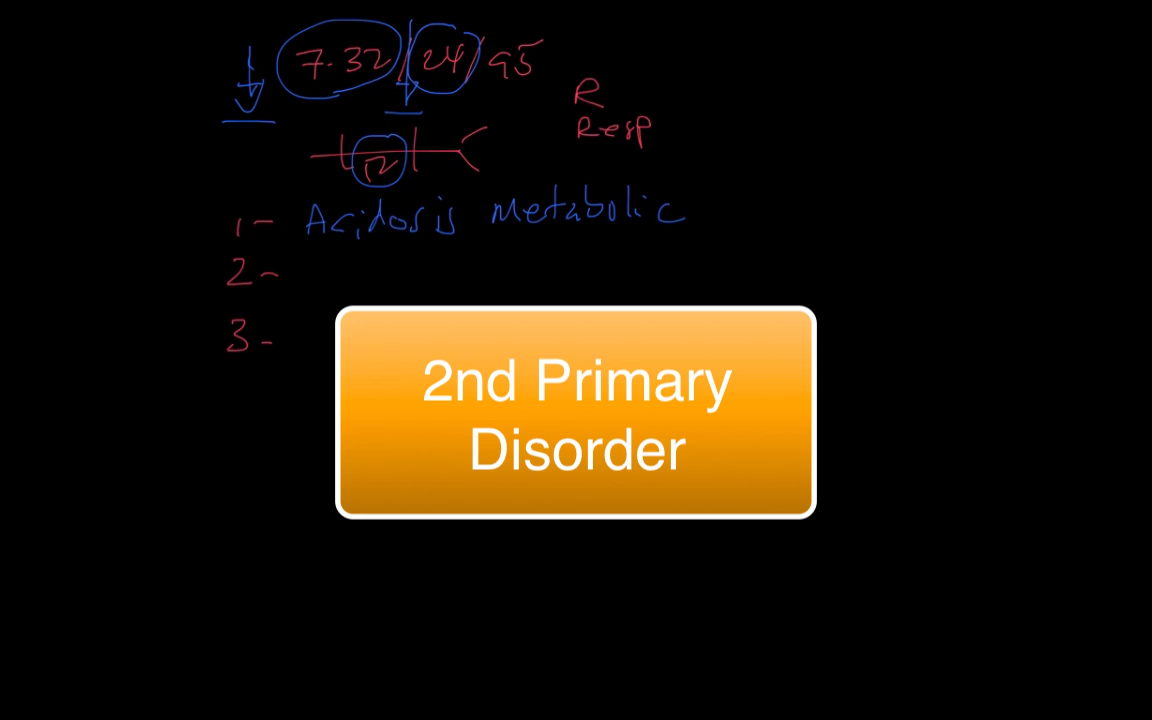 7.32/24/95
R
Resp
12
1- Acidosis Metabolic
2-
3-
2nd Primary
Disorder